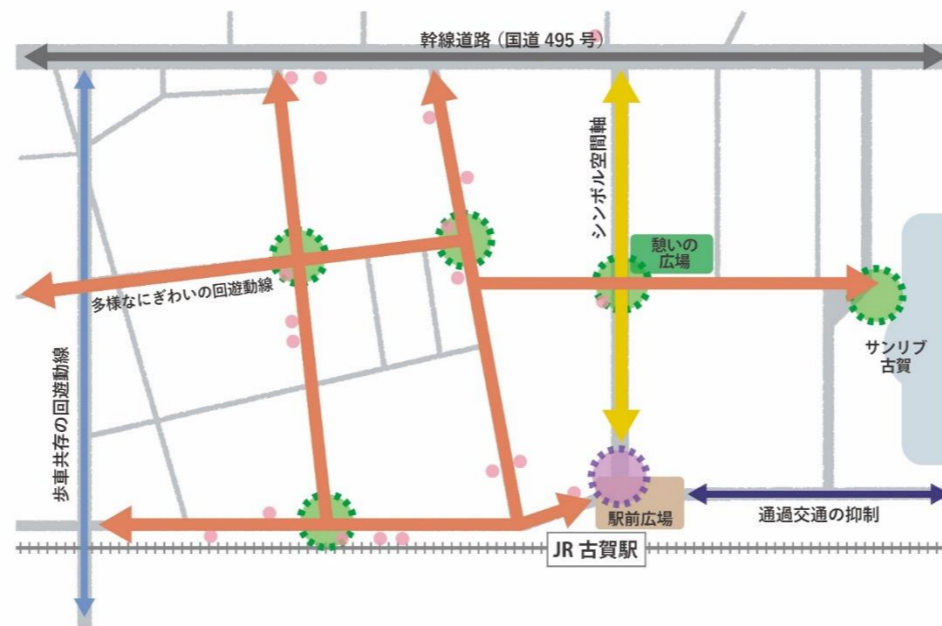 幹線道路（国道 495 号）
シンボル空間軸
憩いの
広場
多様なにぎわいの回遊動線
サンリブ
古賀
歩車共存の回遊動線
駅前広場
通過交通の抑制
JR 古賀駅